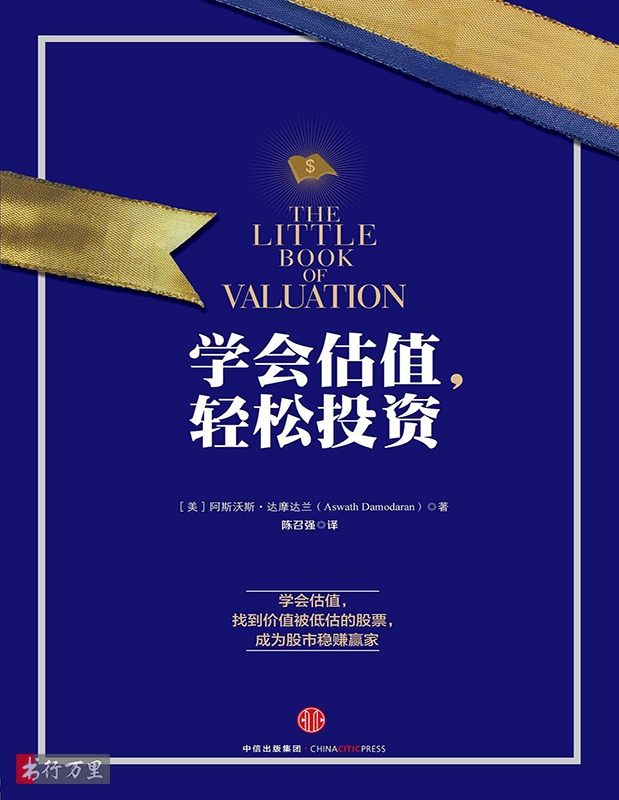 $
THE
LITTLE
BOOK
OF
VALUATION
学会估值，
轻松投资
［美］阿斯沃斯·达摩达兰（Aswath Damodaran）◎著
陈召强◎译
学会估值，
找到价值被低估的股票，
成为股市稳赚赢家
中信出版集团·CHINACITICPRESS
书行万里